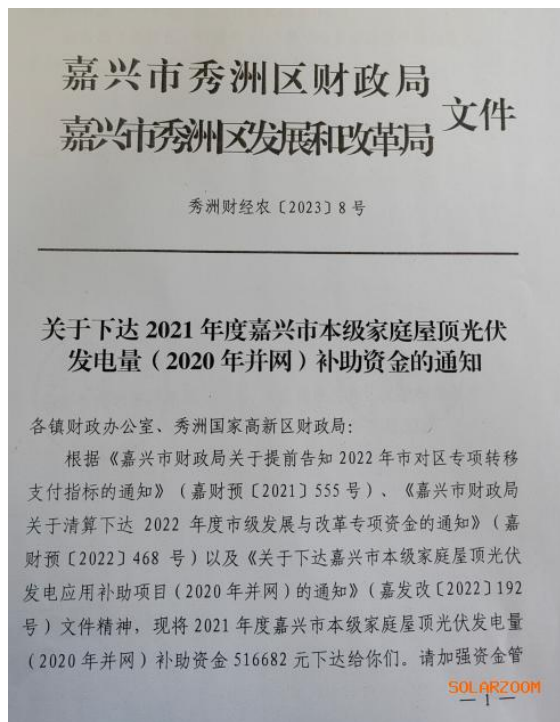 嘉兴市秀洲区财政局
嘉兴市秀洲区发展和改革局
文件
秀洲财经农〔2023〕8号
关于下达2021年度嘉兴市本级家庭屋顶光伏
发电量（2020年并网）补助资金的通知
各镇财政办公室、秀洲国家高新区财政局：
根据《嘉兴市财政局关于提前告知2022年市对区专项转移
支付指标的通知》（嘉财预〔2021〕555号）、《嘉兴市财政局
关于清算下达 2022 年度市级发展与改革专项资金的通知》（嘉
财预〔2022〕468 号）以及《关于下达嘉兴市本级家庭屋顶光伏
发电应用补助项目（2020年并网）的通知》（嘉发改〔2022〕192
号）文件精神，现将2021年度嘉兴市本级家庭屋顶光伏发电量
（2020年并网）补助资金516682元下达给你们。请加强资金管
SOLARZOOM
—1—